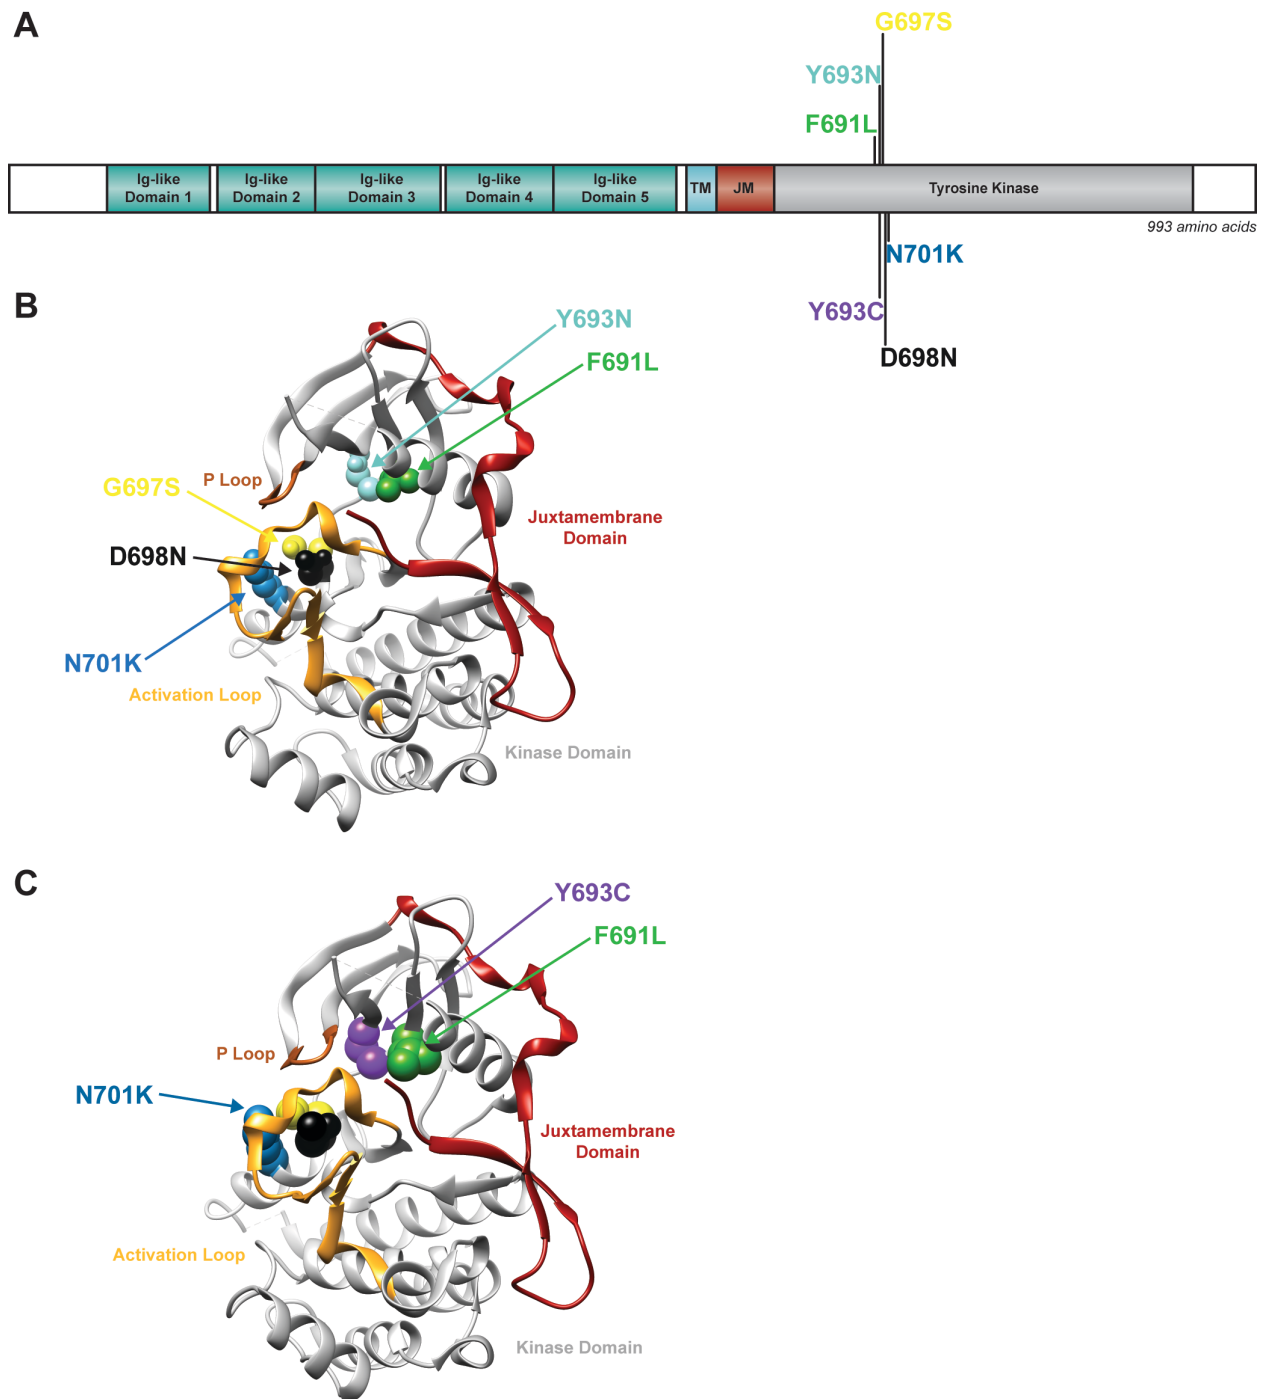 A
G697S
Y693N
F691L
Ig-like
Domain 1
Ig-like
Domain 2
Ig-like
Domain 3
Ig-like
Domain 4
Ig-like
Domain 5
TM
JM
Tyrosine Kinase
993 amino acids
N701K
Y693C
D698N
B
Y693N
F691L
P Loop
G697S
Juxtamembrane
Domain
D698N
N701K
Activation Loop
Kinase Domain
C
Y693C
F691L
P Loop
N701K
Juxtamembrane
Domain
Activation Loop
Kinase Domain